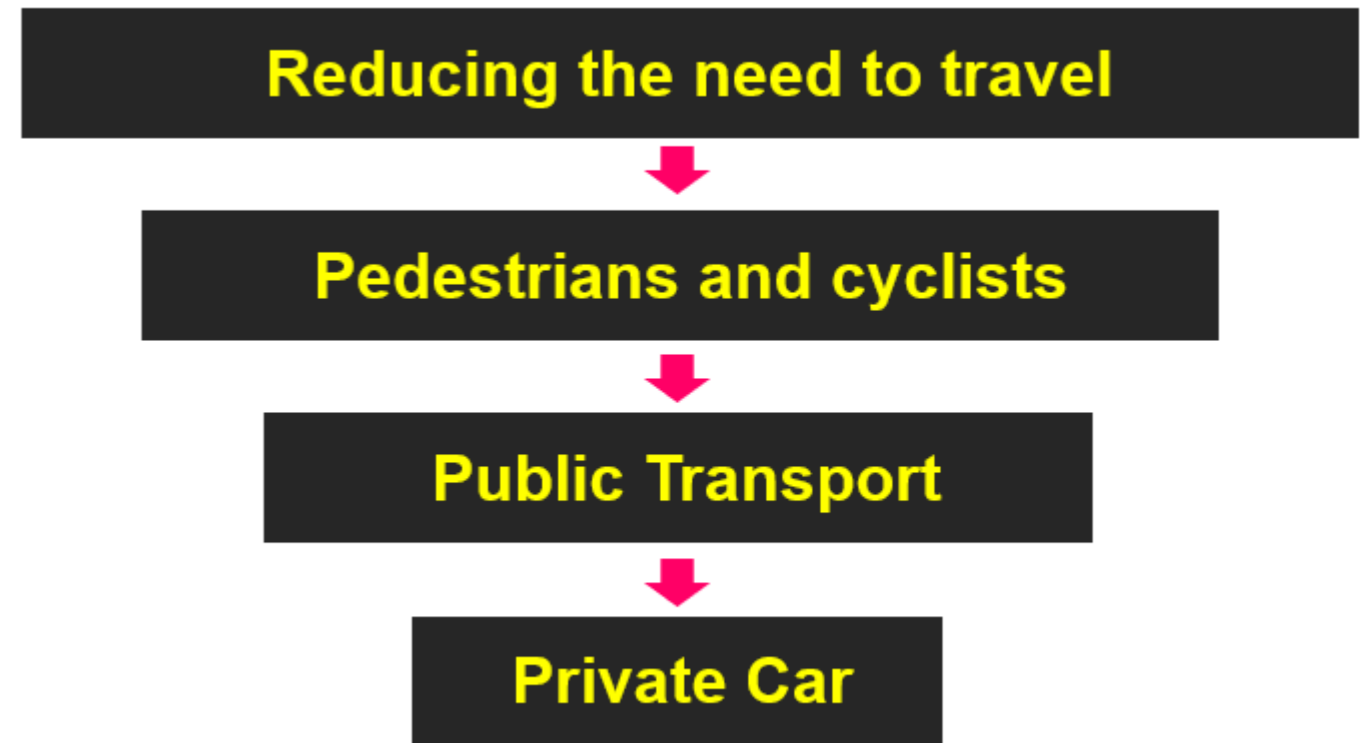 Reducing the need to travel
Pedestrians and cyclists
Public Transport
Private Car